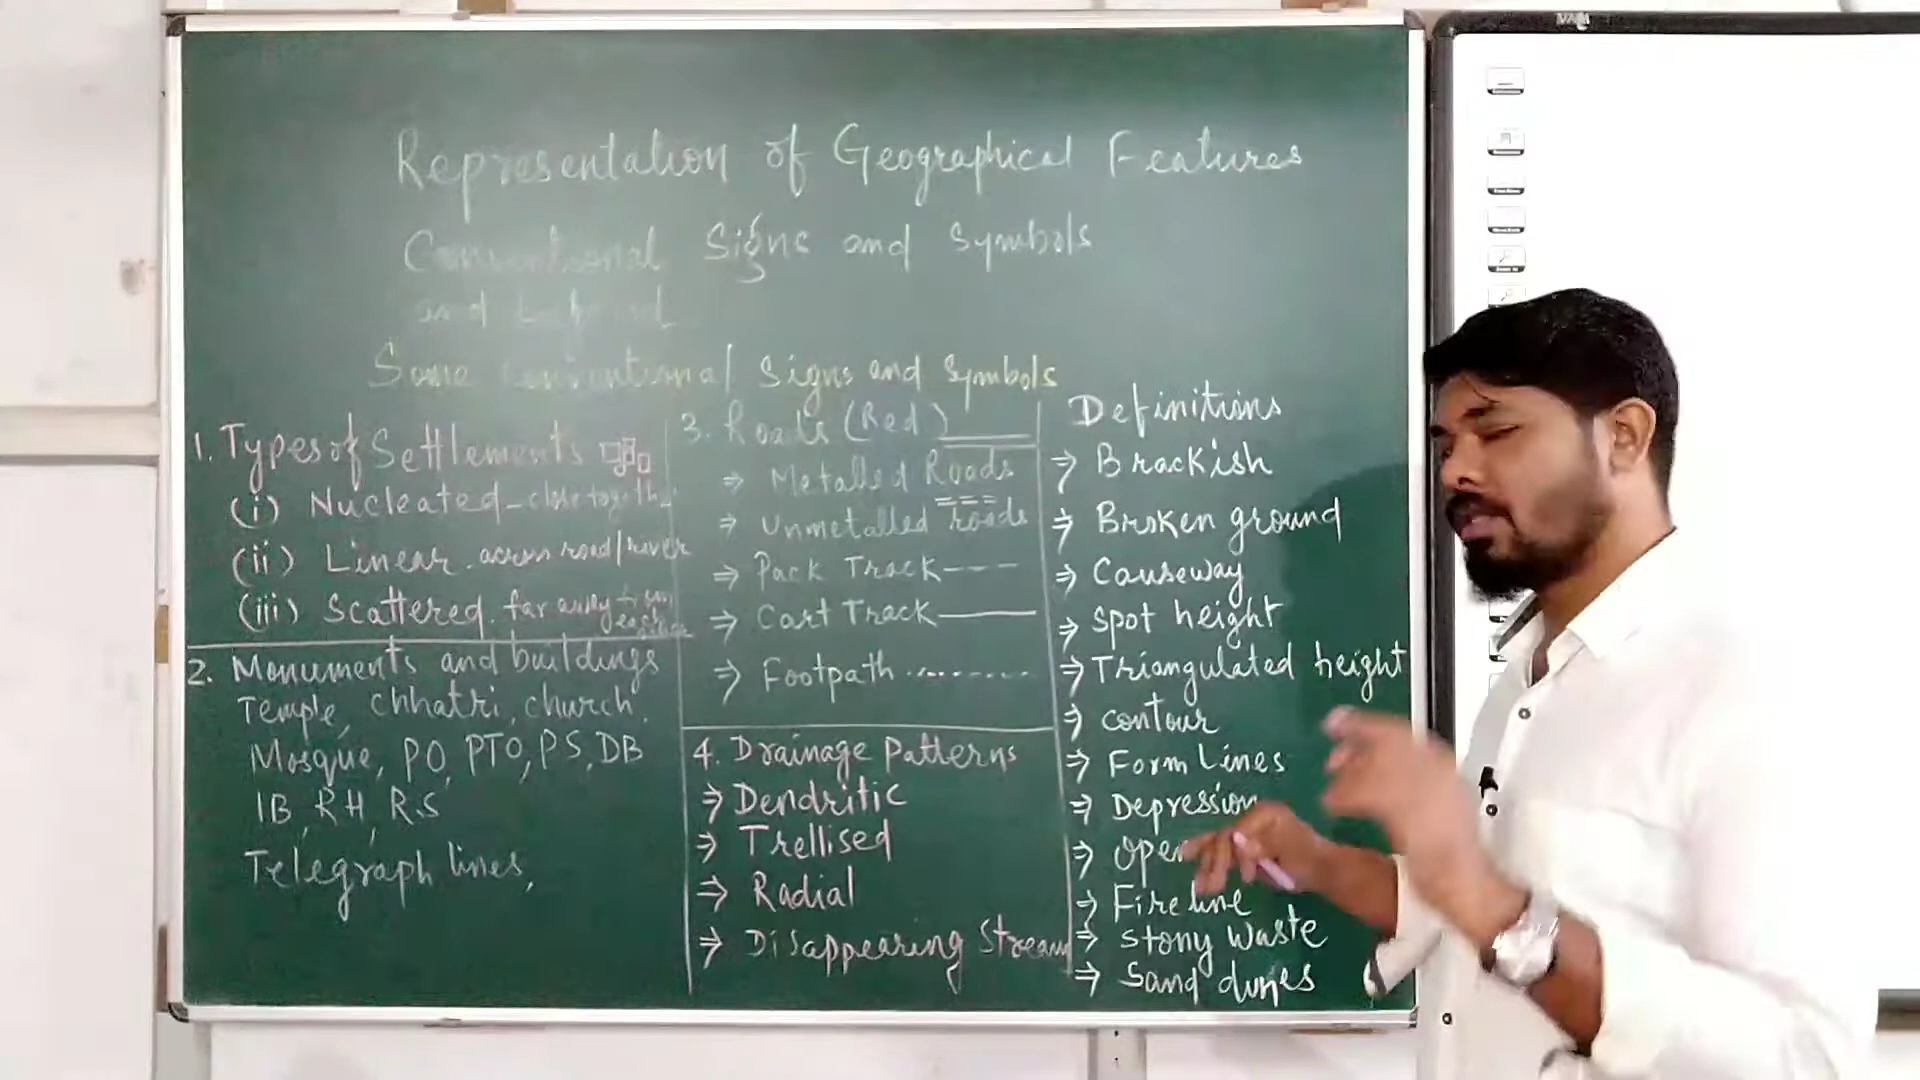 Representation of Geographical Features
Conventional Signs and Symbols
and Legend
Some conventional Signs and Symbols
1. Types of Settlements
(i) Nucleated - close together
(ii) Linear. across road/river
(iii) Scattered. far away from
each other
2. Monuments and buildings
Temple, Chhatri, church.
Mosque, PO, PTO, PS, DB
IB, RH, R.S
Telegraph lines,
3. Roads (Red)
⇒ Metalled Roads
⇒ Unmetalled roads
⇒ Pack Track
⇒ Cart Track
⇒ Footpath
4. Drainage Patterns
⇒ Dendritic
⇒ Trellised
⇒ Radial
⇒ Disappearing Stream
Definitions
⇒ Brackish
⇒ Broken ground
⇒ Causeway
⇒ Spot height
⇒ Triangulated height
⇒ contour
⇒ Form Lines
⇒ Depression
⇒ Open
⇒ Fire line
⇒ Stony Waste
⇒ Sand dunes